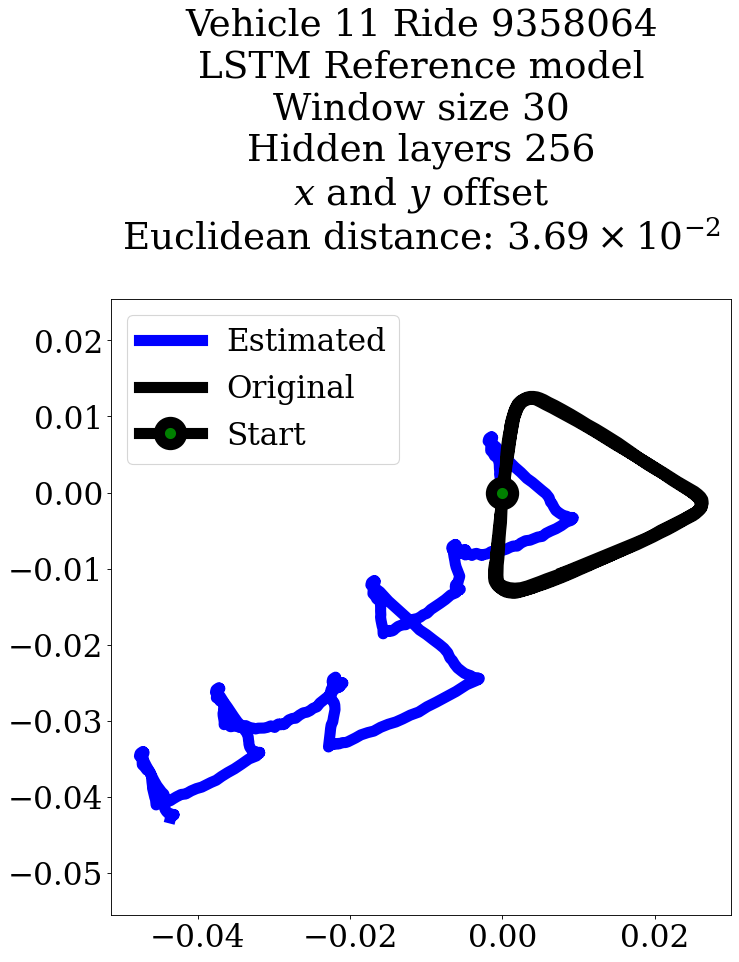 Vehicle 11 Ride 9358064
LSTM Reference model
Window size 30
Hidden layers 256
x and y offset
Euclidean distance: 3.69 × 10⁻²
Estimated
Original
Start
0.02
0.01
0.00
−0.01
−0.02
−0.03
−0.04
−0.05
−0.04 −0.02 0.00 0.02